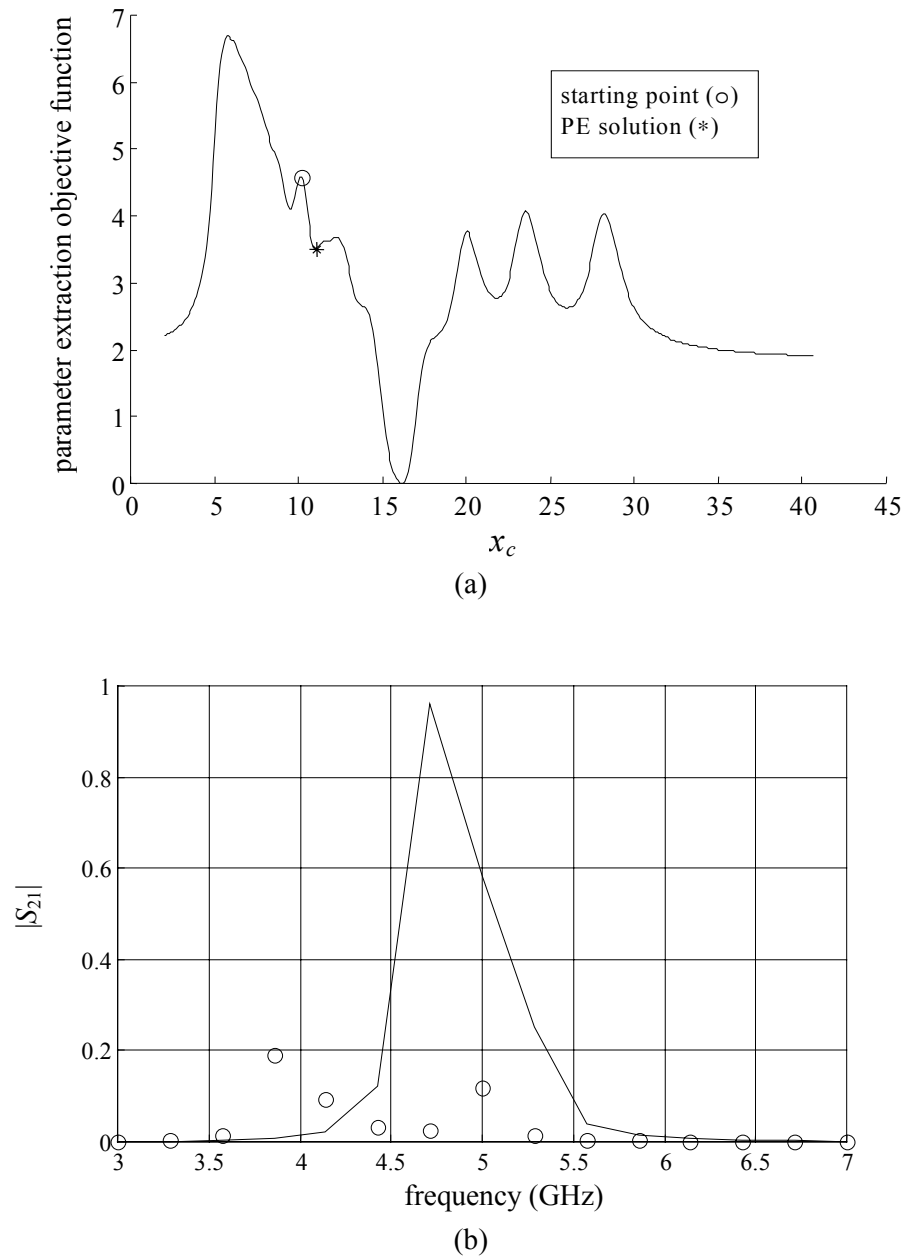 parameter extraction objective function
7
6
5
4
3
2
1
0
starting point (○)
PE solution (*)
0 5 10 15 20 25 30 35 40 45
x_c
(a)
|S_21|
1
0.8
0.6
0.4
0.2
0
3 3.5 4 4.5 5 5.5 6 6.5 7
frequency (GHz)
(b)